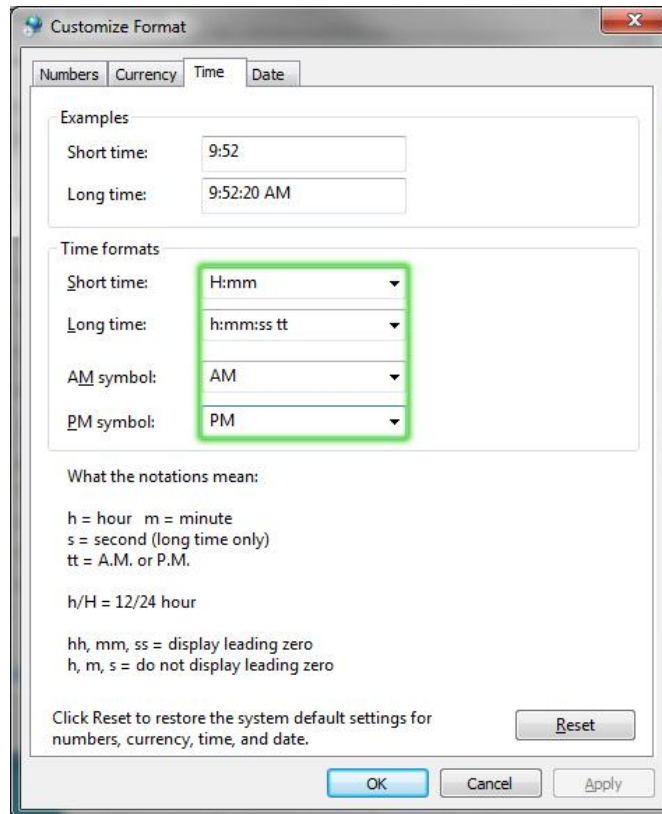 Customize Format
Numbers Currency Time Date
Examples
Short time: 9:52
Long time: 9:52:20 AM
Time formats
Short time: H:mm
Long time: h:mm:ss tt
AM symbol: AM
PM symbol: PM
What the notations mean:
h = hour m = minute
s = second (long time only)
tt = A.M. or P.M.
h/H = 12/24 hour
hh, mm, ss = display leading zero
h, m, s = do not display leading zero
Click Reset to restore the system default settings for
numbers, currency, time, and date.
Reset
OK Cancel Apply